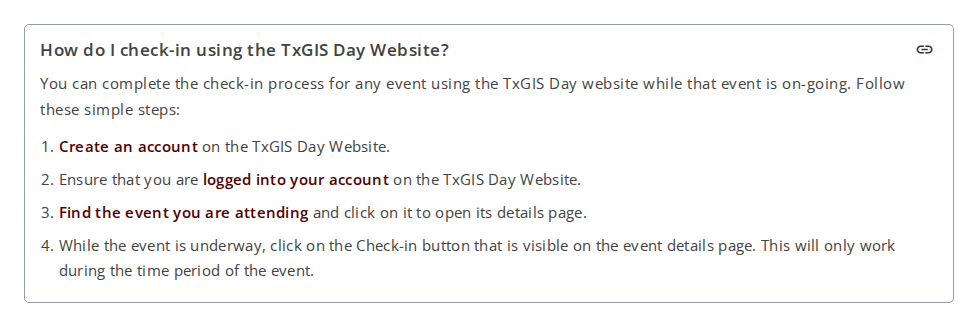 How do I check-in using the TxGIS Day Website?
You can complete the check-in process for any event using the TxGIS Day website while that event is on-going. Follow
these simple steps:
1. Create an account on the TxGIS Day Website.
2. Ensure that you are logged into your account on the TxGIS Day Website.
3. Find the event you are attending and click on it to open its details page.
4. While the event is underway, click on the Check-in button that is visible on the event details page. This will only work
during the time period of the event.